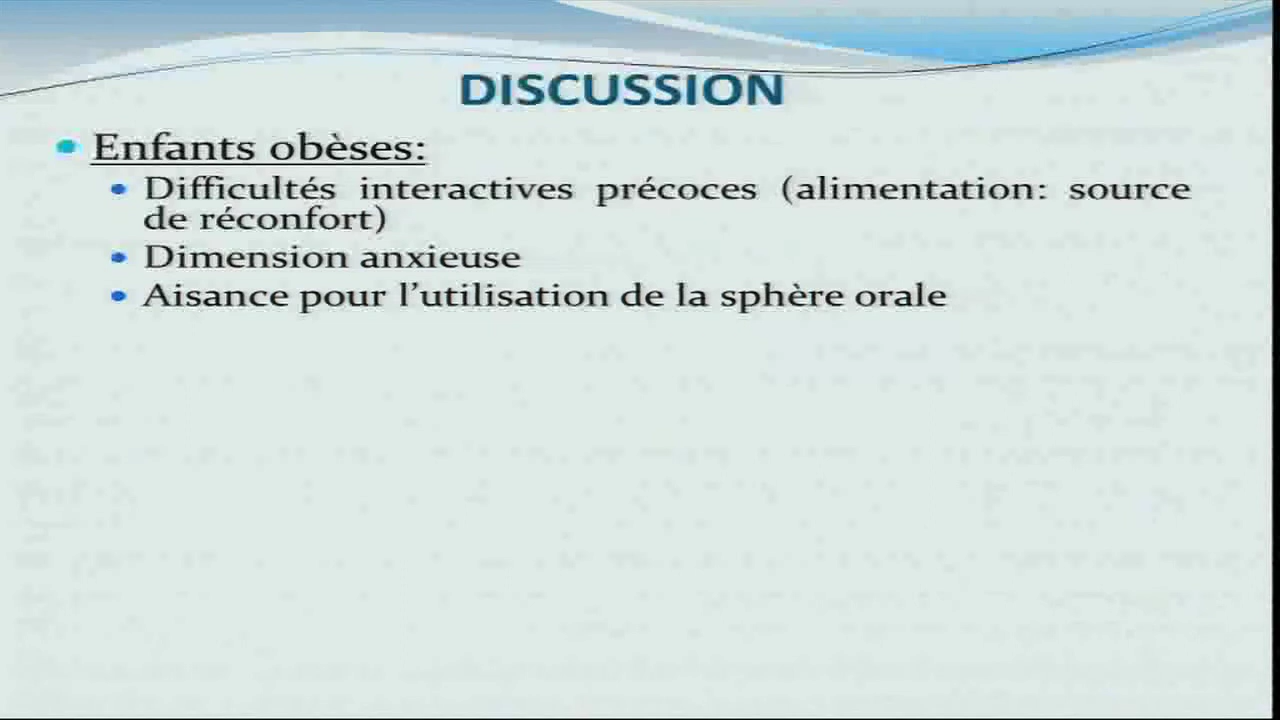 DISCUSSION
• Enfants obèses:
• Difficultés interactives précoces (alimentation: source
de réconfort)
• Dimension anxieuse
• Aisance pour l’utilisation de la sphère orale